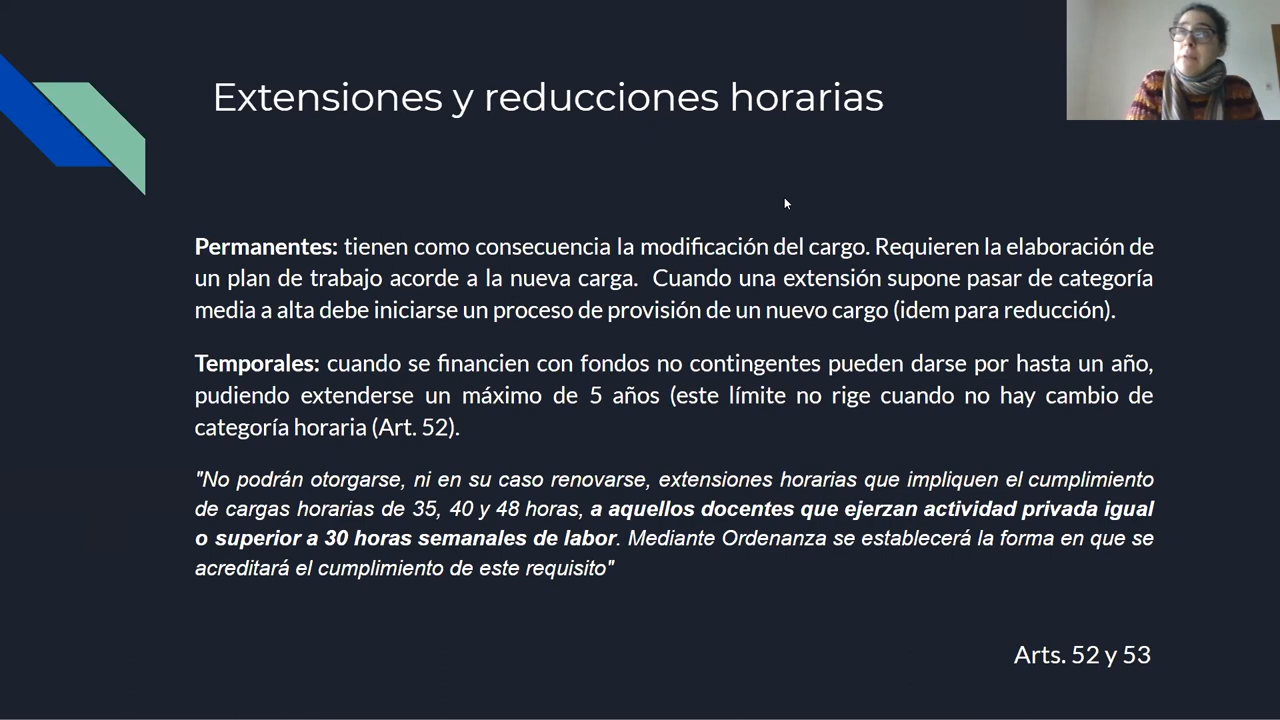 Extensiones y reducciones horarias
Permanentes: tienen como consecuencia la modificación del cargo. Requieren la elaboración de
un plan de trabajo acorde a la nueva carga.  Cuando una extensión supone pasar de categoría
media a alta debe iniciarse un proceso de provisión de un nuevo cargo (idem para reducción).
Temporales: cuando se financien con fondos no contingentes pueden darse por hasta un año,
pudiendo extenderse un máximo de 5 años (este límite no rige cuando no hay cambio de
categoría horaria (Art. 52).
"No podrán otorgarse, ni en su caso renovarse, extensiones horarias que impliquen el cumplimiento
de cargas horarias de 35, 40 y 48 horas, a aquellos docentes que ejerzan actividad privada igual
o superior a 30 horas semanales de labor. Mediante Ordenanza se establecerá la forma en que se
acreditará el cumplimiento de este requisito"
Arts. 52 y 53